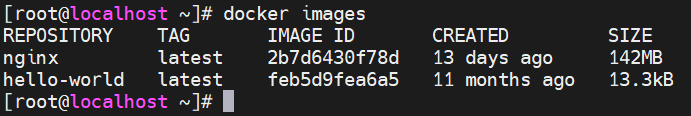 [root@localhost ~]# docker images
REPOSITORY TAG IMAGE ID CREATED SIZE
nginx latest 2b7d6430f78d 13 days ago 142MB
hello-world latest feb5d9fea6a5 11 months ago 13.3kB
[root@localhost ~]#